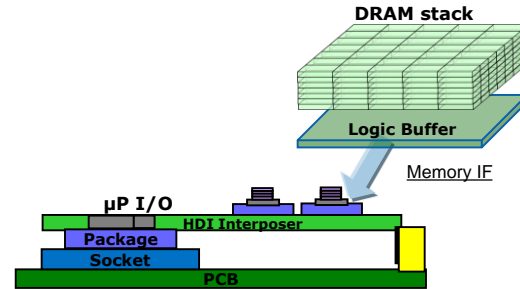 DRAM stack
Logic Buffer
Memory IF
µP I/O
HDI Interposer
Package
Socket
PCB